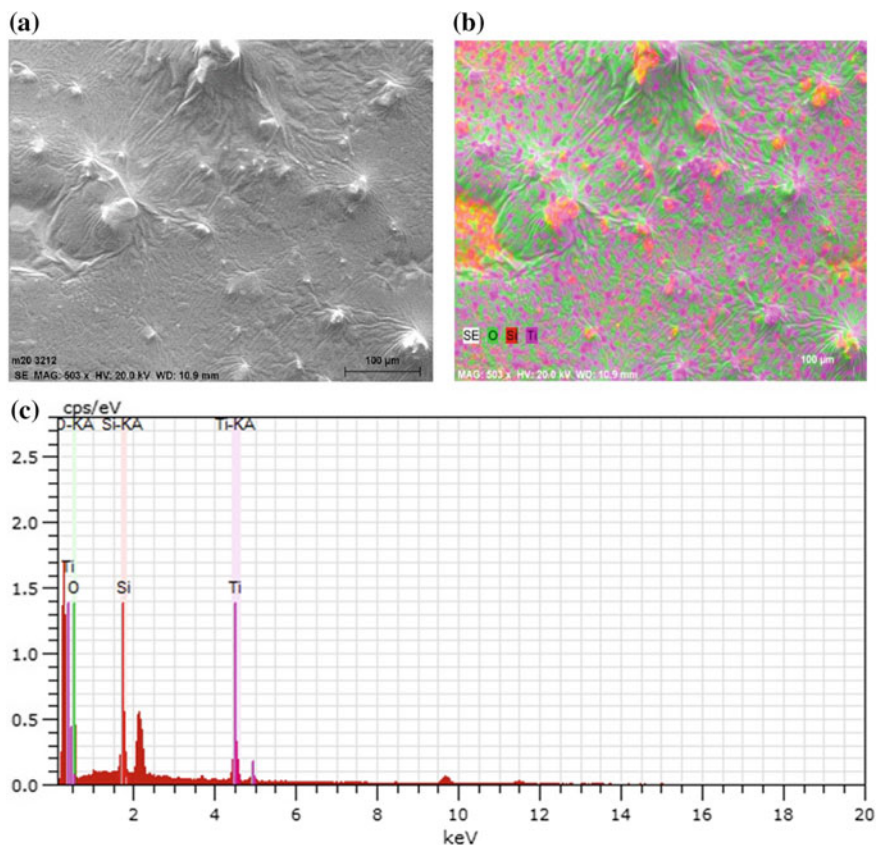 (a)
(b)
m20 3212
SE MAG: 503 x HV: 20.0 kV WD: 10.9 mm
100 µm
SE O Si Ti
MAG: 503 x HV: 20.0 kV WD: 10.9 mm
100 µm
(c)
cps/eV
O-KA Si-KA Ti-KA
2.5
2.0
Ti
1.5
O Si Ti
1.0
0.5
0.0
2 4 6 8 10 12 14 16 18 20
keV